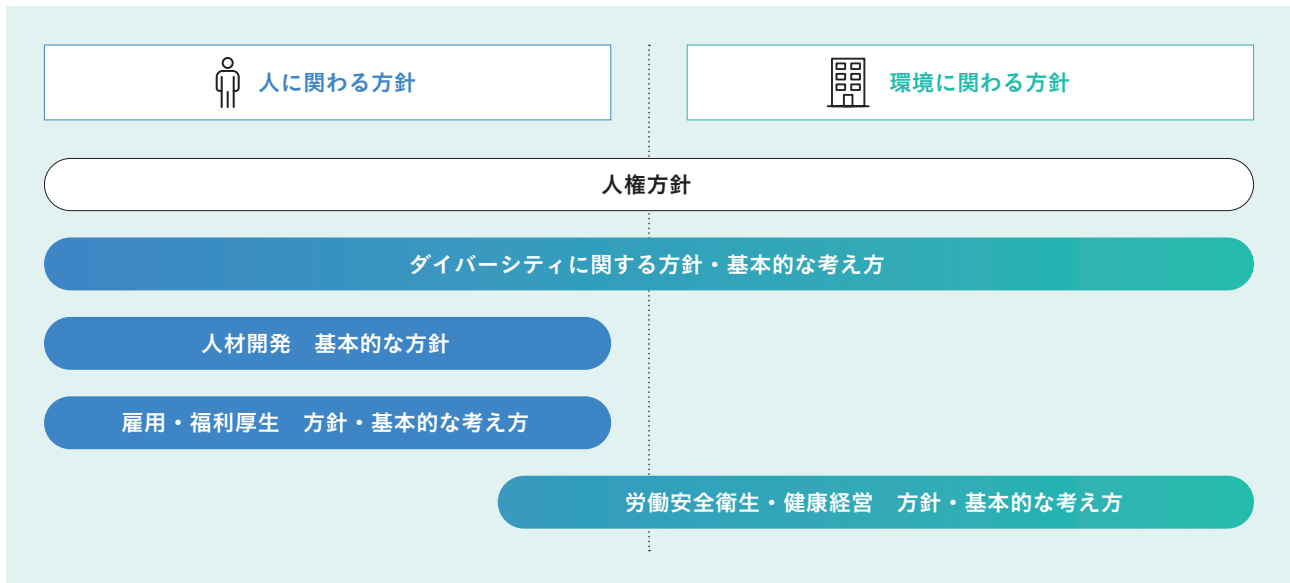 人に関わる方針
環境に関わる方針
人権方針
ダイバーシティに関する方針・基本的な考え方
人材開発　基本的な方針
雇用・福利厚生　方針・基本的な考え方
労働安全衛生・健康経営　方針・基本的な考え方